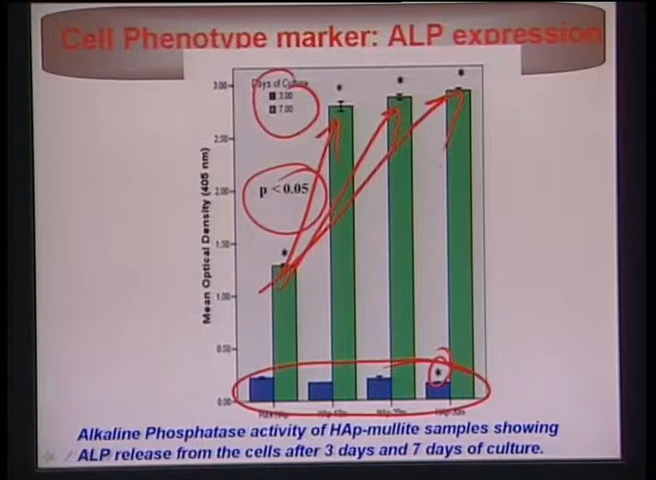 Cell Phenotype marker: ALP expression
Days of Culture
3.00
7.00
p < 0.05
Mean Optical Density (405 nm)
3.00
2.50
2.00
1.50
1.00
0.50
0.00
Alkaline Phosphatase activity of HAp-mullite samples showing
ALP release from the cells after 3 days and 7 days of culture.